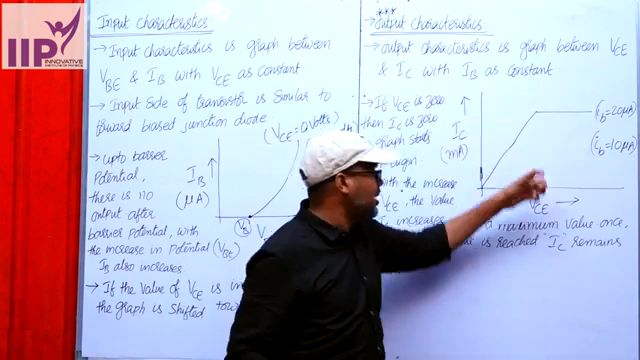 IIP
INNOVATIVE
INSTITUTE OF PHYSICS
Input characteristics
→ Input characteristics is graph between
VBE & IB with VCE as constant
→ Input side of transistor is similar to
forward biased junction diode
(VCE=0 Volts)
→ upto barrier
Potential,
there is no
output after
barrier potential, with
the increase in Potential (VBE)
IB also increases
IB ↑
(μA)
(Vb)
→ If the value of VCE is in
the graph is shifted tow
***
→ output characteristics
→ output characteristics is graph between VCE
& IC with IB as constant
→ If VCE is zero
then IC is zero
graph starts
origin
with the increase
VCE, the value
IC increases
a maximum value once,
is reached "IC" remains
↑
IC
(mA)
(ib=20μA)
(ib=10μA)
VCE →